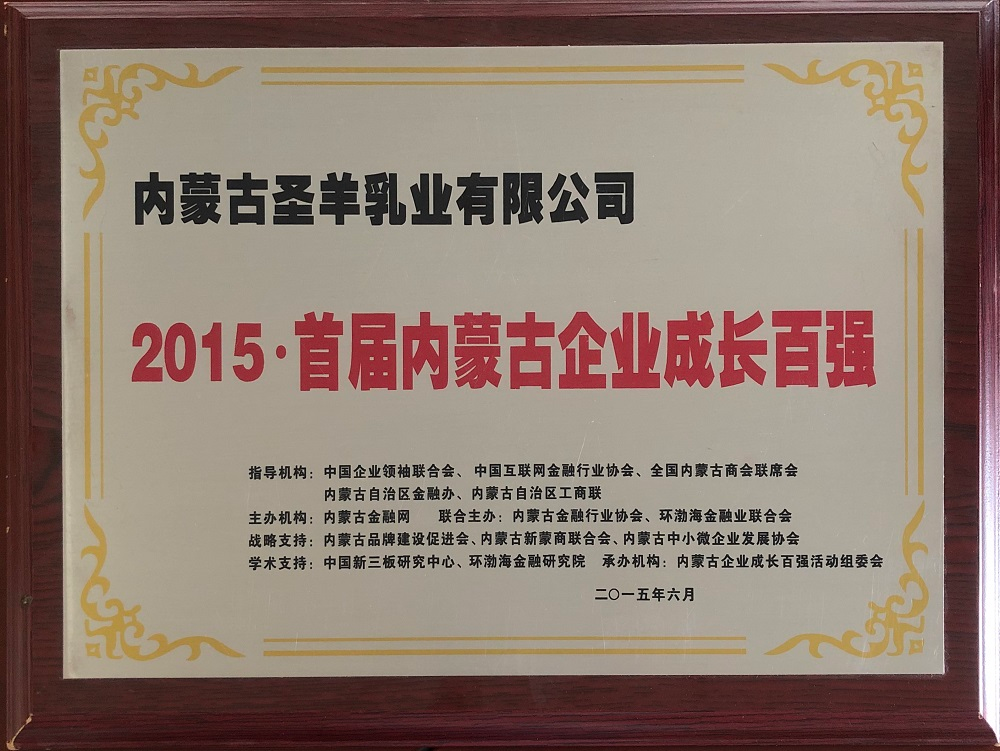 内蒙古圣羊乳业有限公司
2015·首届内蒙古企业成长百强
指导机构：中国企业领袖联合会、中国互联网金融行业协会、全国内蒙古商会联席会
内蒙古自治区金融办、内蒙古自治区工商联
主办机构：内蒙古金融网 联合主办：内蒙古金融行业协会、环渤海金融业联合会
战略支持：内蒙古品牌建设促进会、内蒙古新蒙商联合会、内蒙古中小微企业发展协会
学术支持：中国新三板研究中心、环渤海金融研究院 承办机构：内蒙古企业成长百强活动组委会
二〇一五年六月